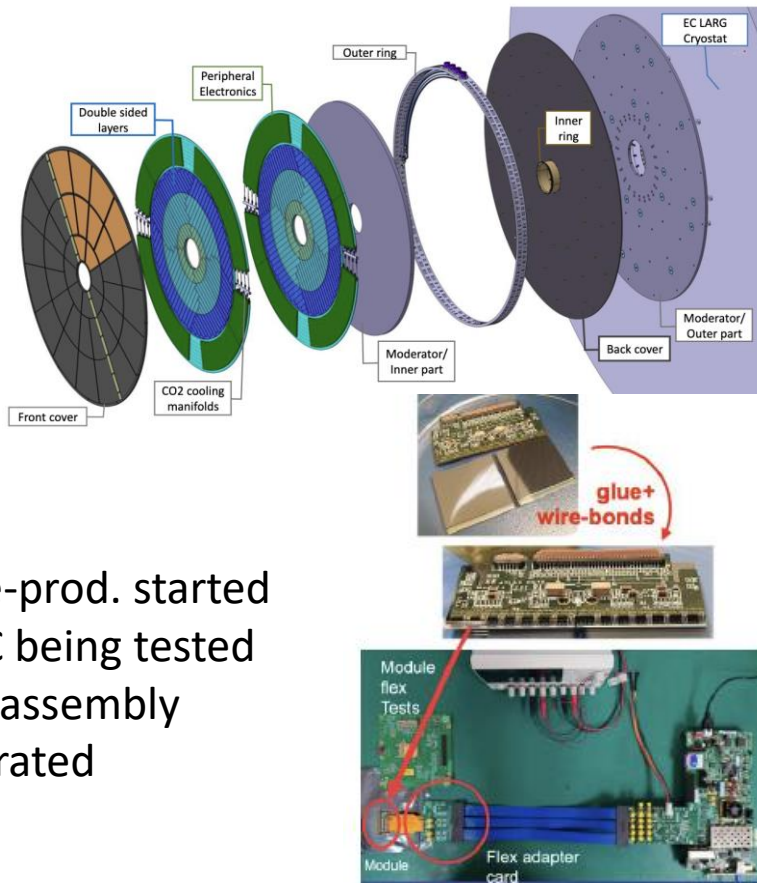 EC LARG
Cryostat
Outer ring
Peripheral
Electronics
Double sided
layers
Inner
ring
Moderator/
Outer part
Back cover
Moderator/
Inner part
CO2 cooling
manifolds
Front cover
glue+
wire-bonds
e-prod. started
C being tested
assembly
rated
Module
flex
Tests
Module
Flex adapter
card